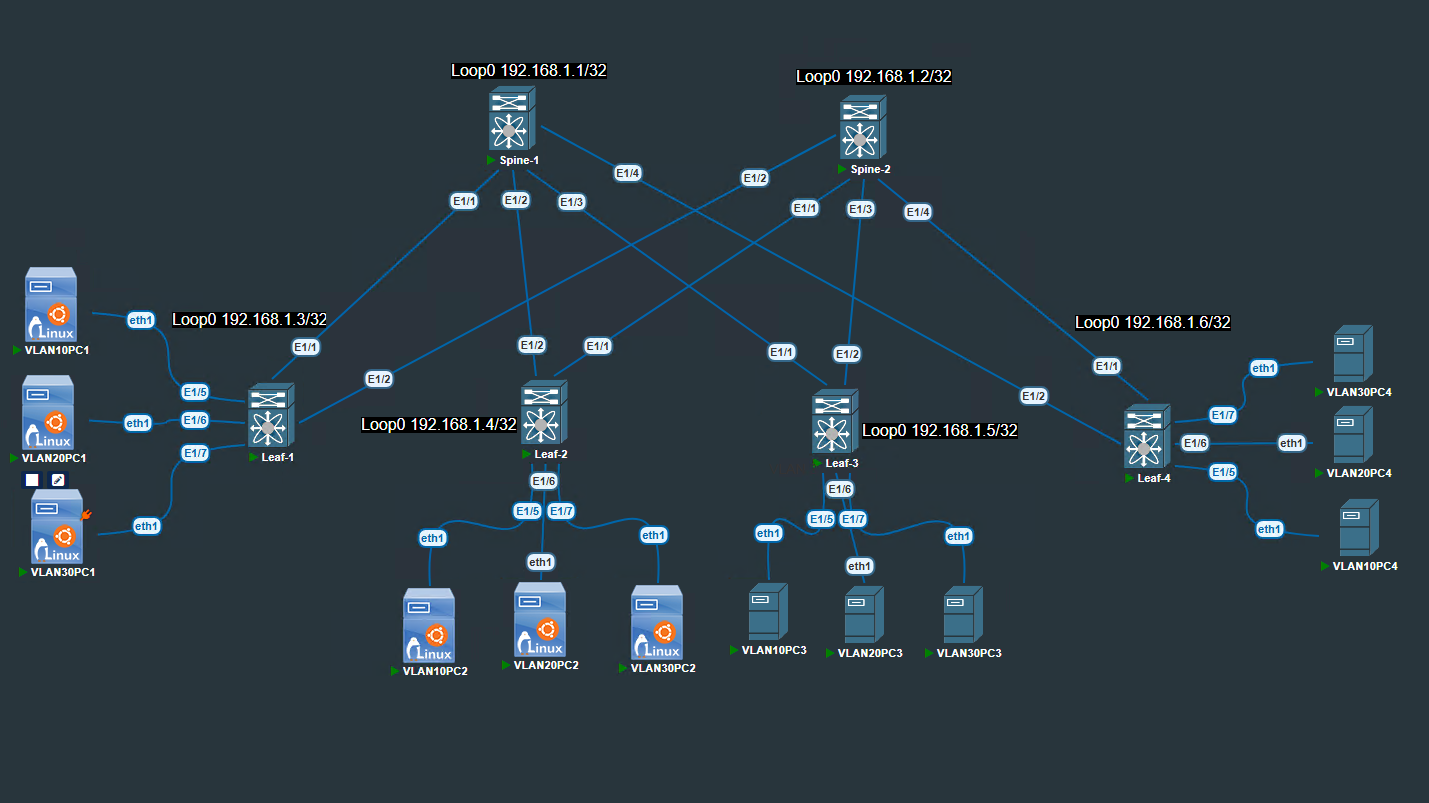 Loop0 192.168.1.1/32
Loop0 192.168.1.2/32
Spine-1
Spine-2
E1/4
E1/2
E1/1
E1/2
E1/3
E1/1
E1/3
E1/4
Linux
eth1
VLAN10PC1
Loop0 192.168.1.3/32
E1/1
E1/2
E1/1
E1/1
E1/2
Loop0 192.168.1.6/32
E1/1
E1/2
E1/2
E1/5
eth1
E1/6
E1/7
Linux
VLAN20PC1
Leaf-1
Loop0 192.168.1.4/32
Leaf-2
Loop0 192.168.1.5/32
Leaf-3
Leaf-4
eth1
VLAN30PC4
E1/7
E1/6
eth1
VLAN20PC4
E1/5
eth1
VLAN10PC4
Linux
eth1
VLAN30PC1
E1/6
E1/5
E1/7
eth1
eth1
eth1
E1/6
E1/5
E1/7
eth1
eth1
eth1
Linux
VLAN10PC2
Linux
VLAN20PC2
Linux
VLAN30PC2
VLAN10PC3
VLAN20PC3
VLAN30PC3